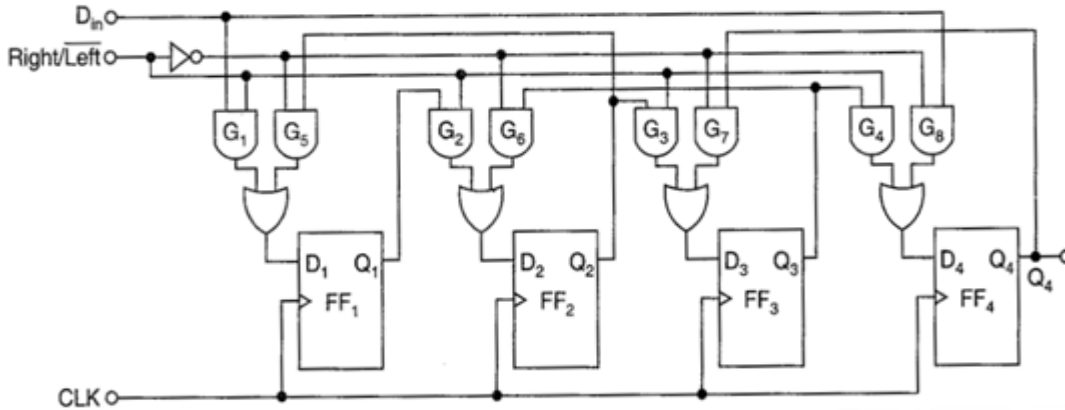 D_in
Right/L̅e̅f̅t̅
G₁ G₅ G₂ G₆ G₃ G₇ G₄ G₈
D₁ Q₁ D₂ Q₂ D₃ Q₃ D₄ Q₄ Q₄
FF₁ FF₂ FF₃ FF₄
CLK